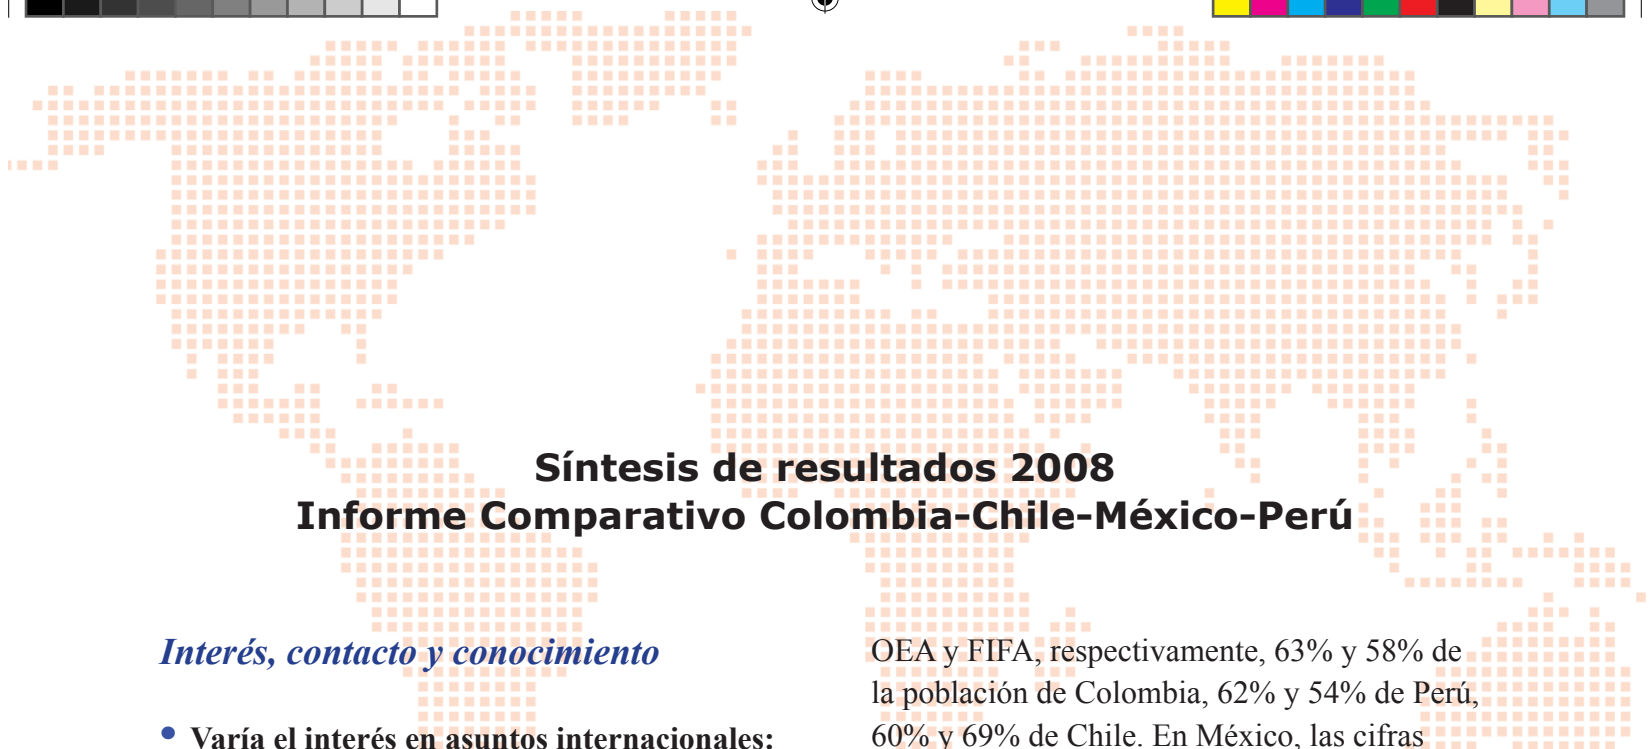 Síntesis de resultados 2008
Informe Comparativo Colombia-Chile-México-Perú
Interés, contacto y conocimiento
• Varía el interés en asuntos internacionales:
OEA y FIFA, respectivamente, 63% y 58% de
la población de Colombia, 62% y 54% de Perú,
60% y 69% de Chile. En México, las cifras